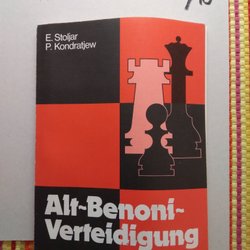 E. Stoljar
P. Kondratjew
Alt-Benoni-
Verteidigung